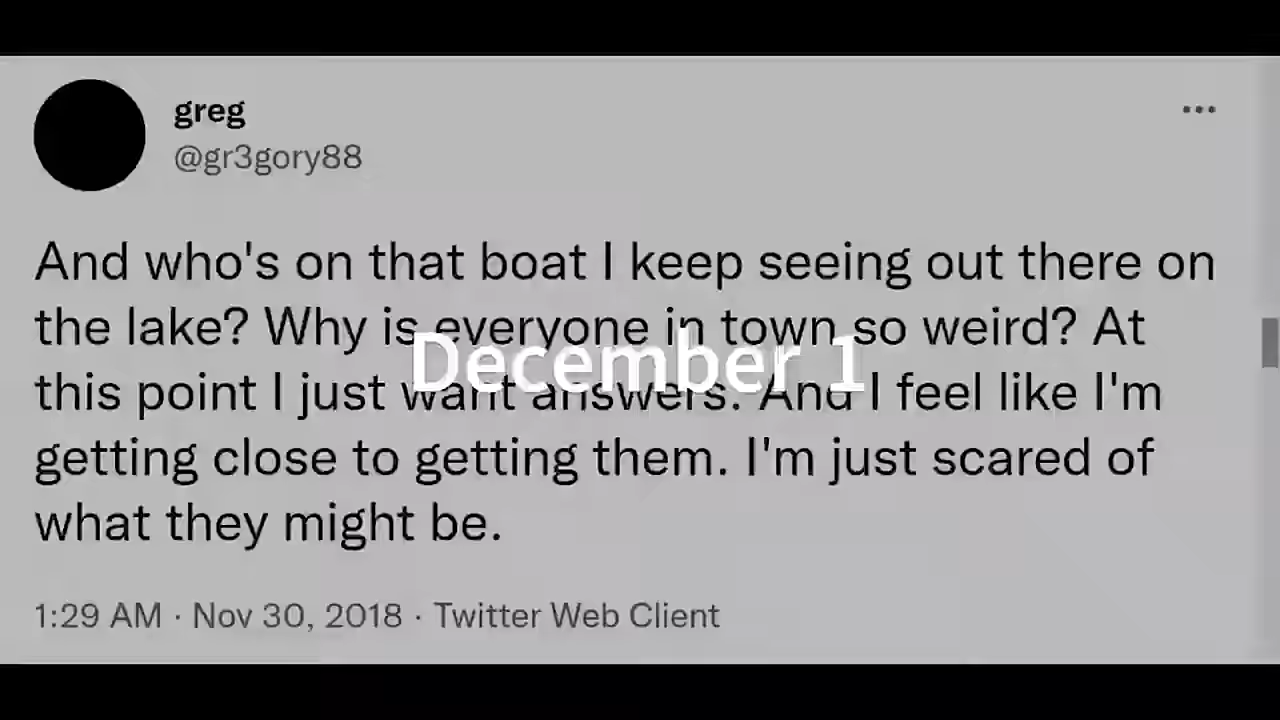 greg
@gr3gory88
And who's on that boat I keep seeing out there on
the lake? Why is everyone in town so weird? At
this point I just want answers. And I feel like I'm
getting close to getting them. I'm just scared of
what they might be.
December 1
1:29 AM · Nov 30, 2018 · Twitter Web Client